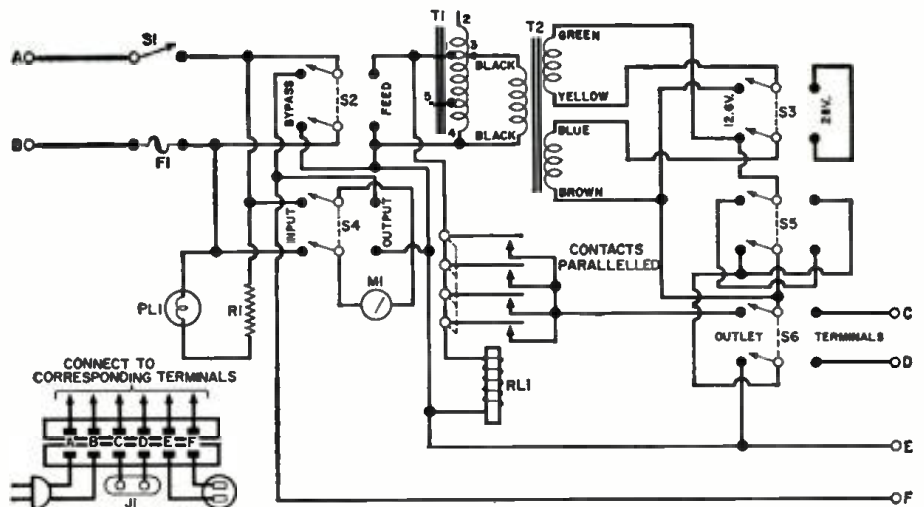 T1
2
T2
GREEN
A
S1
3
BLACK
S2
BYPASS
FEED
YELLOW
12.6V.
S3
28V.
5
BLUE
B
F1
4
BLACK
BROWN
INPUT
S4
OUTPUT
S5
CONTACTS
PARALLELLED
PL1
R1
M1
C
OUTLET
S6
TERMINALS
D
CONNECT TO
CORRESPONDING TERMINALS
RL1
A B C D E F
E
J1
F